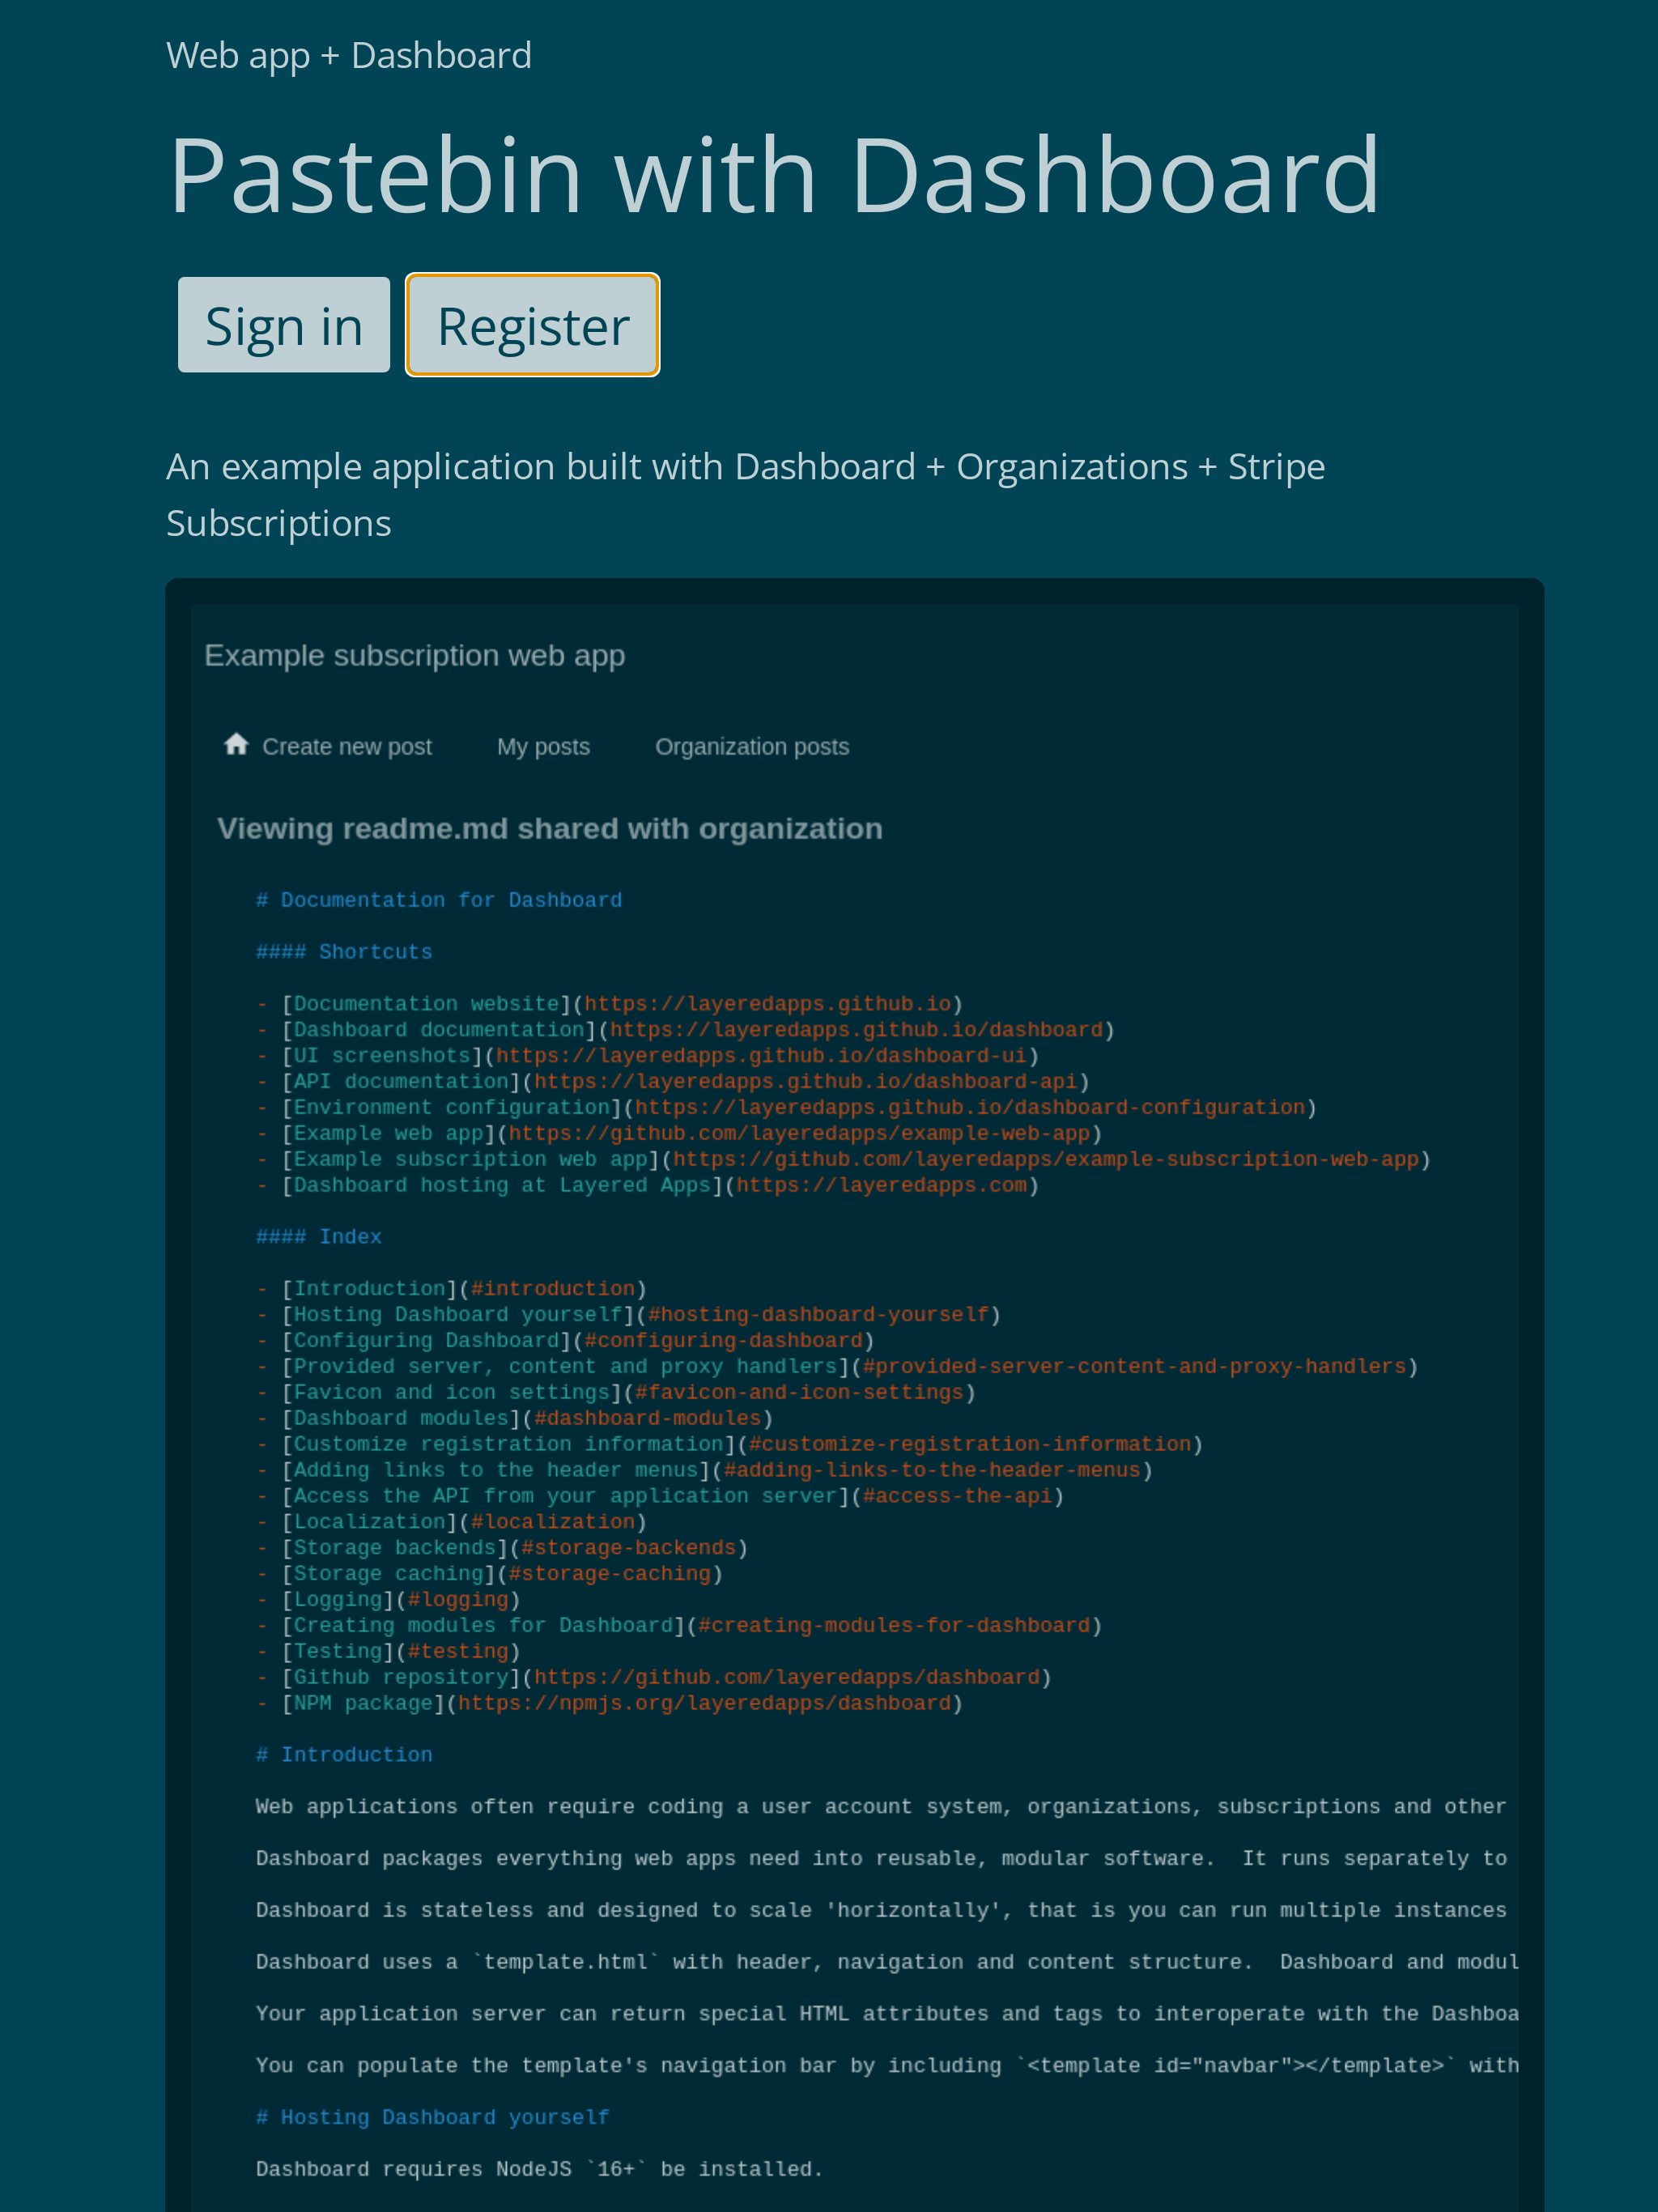 Web app + Dashboard
Pastebin with Dashboard
Sign in Register
An example application built with Dashboard + Organizations + Stripe
Subscriptions
Example subscription web app
Create new post My posts Organization posts
Viewing readme.md shared with organization
# Documentation for Dashboard
#### Shortcuts
- [Documentation website](https://layeredapps.github.io)
- [Dashboard documentation](https://layeredapps.github.io/dashboard)
- [UI screenshots](https://layeredapps.github.io/dashboard-ui)
- [API documentation](https://layeredapps.github.io/dashboard-api)
- [Environment configuration](https://layeredapps.github.io/dashboard-configuration)
- [Example web app](https://github.com/layeredapps/example-web-app)
- [Example subscription web app](https://github.com/layeredapps/example-subscription-web-app)
- [Dashboard hosting at Layered Apps](https://layeredapps.com)
#### Index
- [Introduction](#introduction)
- [Hosting Dashboard yourself](#hosting-dashboard-yourself)
- [Configuring Dashboard](#configuring-dashboard)
- [Provided server, content and proxy handlers](#provided-server-content-and-proxy-handlers)
- [Favicon and icon settings](#favicon-and-icon-settings)
- [Dashboard modules](#dashboard-modules)
- [Customize registration information](#customize-registration-information)
- [Adding links to the header menus](#adding-links-to-the-header-menus)
- [Access the API from your application server](#access-the-api)
- [Localization](#localization)
- [Storage backends](#storage-backends)
- [Storage caching](#storage-caching)
- [Logging](#logging)
- [Creating modules for Dashboard](#creating-modules-for-dashboard)
- [Testing](#testing)
- [Github repository](https://github.com/layeredapps/dashboard)
- [NPM package](https://npmjs.org/layeredapps/dashboard)
# Introduction
Web applications often require coding a user account system, organizations, subscriptions and other
Dashboard packages everything web apps need into reusable, modular software.  It runs separately to
Dashboard is stateless and designed to scale 'horizontally', that is you can run multiple instances
Dashboard uses a `template.html` with header, navigation and content structure.  Dashboard and modul
Your application server can return special HTML attributes and tags to interoperate with the Dashboa
You can populate the template's navigation bar by including `<template id="navbar"></template>` with
# Hosting Dashboard yourself
Dashboard requires NodeJS `16+` be installed.